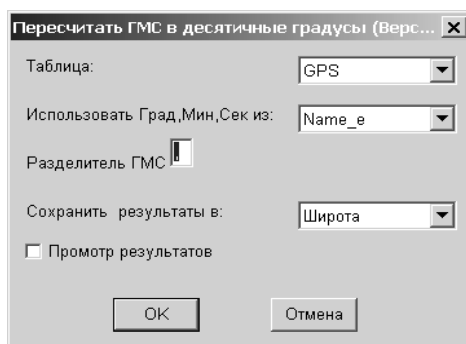 Пересчитать ГМС в десятичные градусы (Верс...
Таблица: GPS
Использовать Град,Мин,Сек из: Name_e
Разделитель ГМС
Сохранить результаты в: Широта
Промотр результатов
OK Отмена